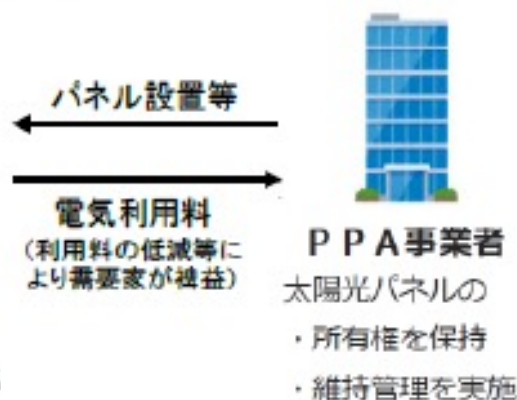 パネル設置等
電気利用料
(利用料の低減等に
より需要家が裨益)
PPA事業者
太陽光パネルの
・所有権を保持
・維持管理を実施